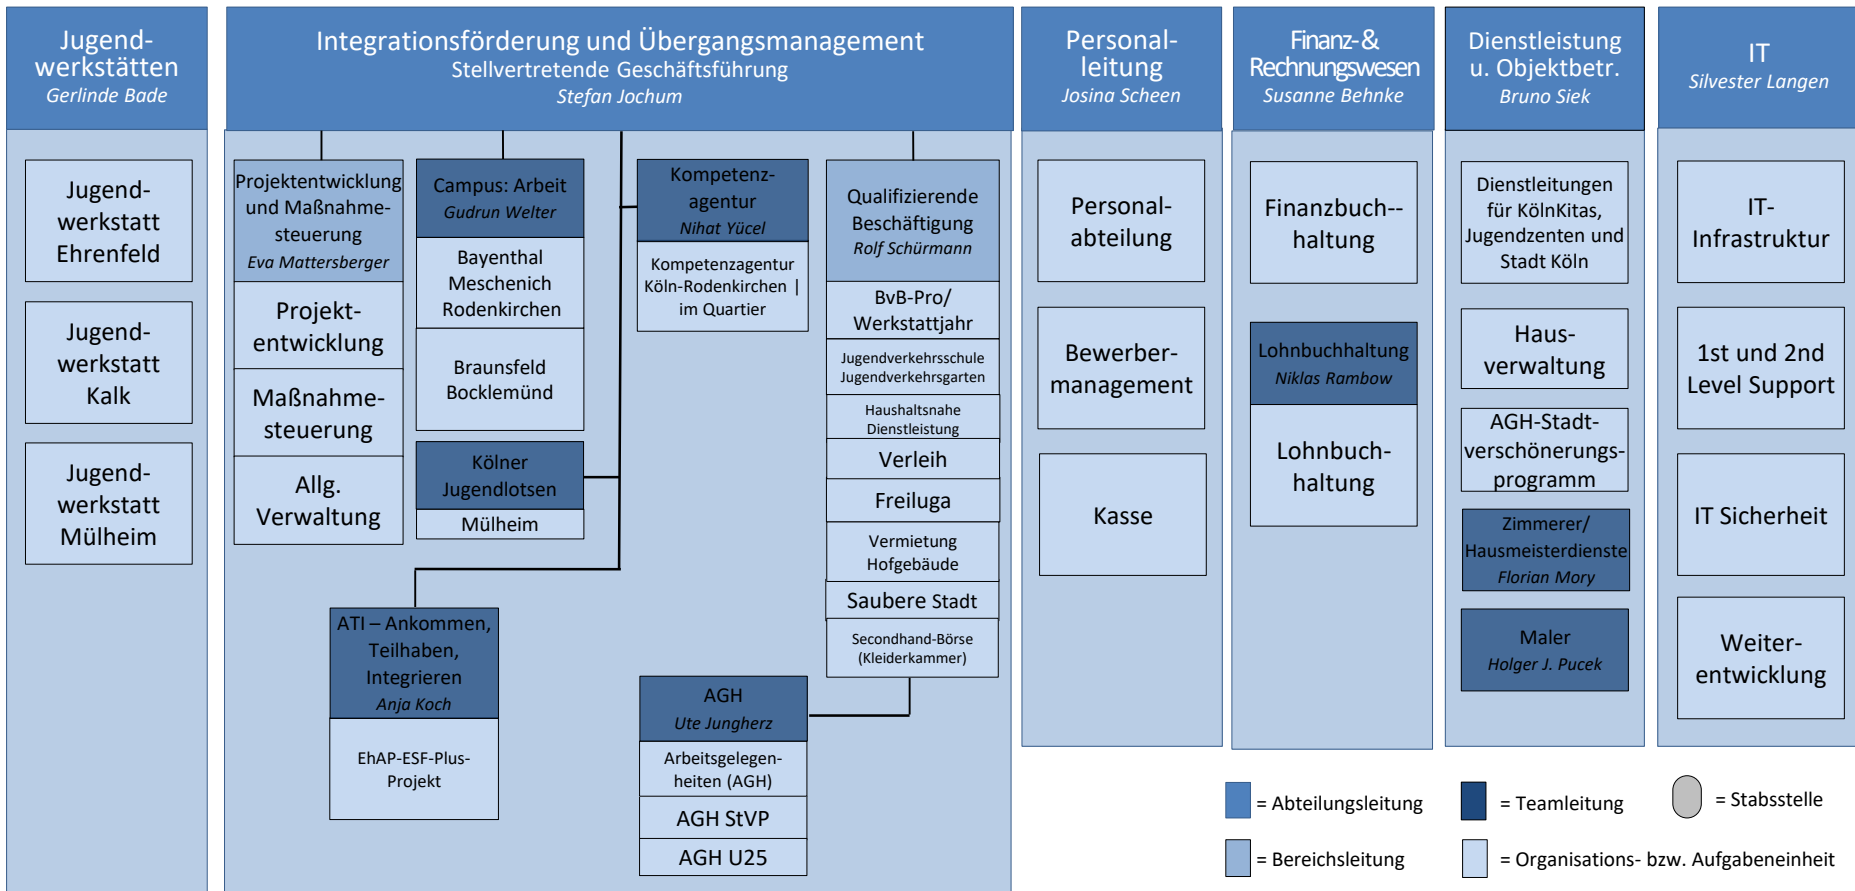 Jugend-
werkstätten
Gerlinde Bade
Jugend-
werkstatt
Ehrenfeld
Jugend-
werkstatt
Kalk
Jugend-
werkstatt
Mülheim
Integrationsförderung und Übergangsmanagement
Stellvertretende Geschäftsführung
Stefan Jochum
Projektentwicklung
und Maßnahme-
steuerung
Eva Mattersberger
Projekt-
entwicklung
Maßnahme-
steuerung
Allg.
Verwaltung
Campus: Arbeit
Gudrun Welter
Bayenthal
Meschenich
Rodenkirchen
Braunsfeld
Bocklemünd
Kölner
Jugendlotsen
Mülheim
ATI – Ankommen,
Teilhaben,
Integrieren
Anja Koch
EhAP-ESF-Plus-
Projekt
Kompetenz-
agentur
Nihat Yücel
Kompetenzagentur
Köln-Rodenkirchen |
im Quartier
Qualifizierende
Beschäftigung
Rolf Schürmann
BvB-Pro/
Werkstattjahr
Jugendverkehrsschule
Jugendverkehrsgarten
Haushaltsnahe
Dienstleistung
Verleih
Freiluga
Vermietung
Hofgebäude
Saubere Stadt
Secondhand-Börse
(Kleiderkammer)
AGH
Ute Jungherz
Arbeitsgelegen-
heiten (AGH)
AGH StVP
AGH U25
Personal-
leitung
Josina Scheen
Personal-
abteilung
Bewerber-
management
Kasse
Finanz-&
Rechnungswesen
Susanne Behnke
Finanzbuch--
haltung
Lohnbuchhaltung
Niklas Rambow
Lohnbuch-
haltung
Dienstleistung
u. Objektbetr.
Bruno Siek
Dienstleitungen
für KölnKitas,
Jugendzenten und
Stadt Köln
Haus-
verwaltung
AGH-Stadt-
verschönerungs-
programm
Zimmerer/
Hausmeisterdienste
Florian Mory
Maler
Holger J. Pucek
IT
Silvester Langen
IT-
Infrastruktur
1st und 2nd
Level Support
IT Sicherheit
Weiter-
entwicklung
= Abteilungsleitung
= Teamleitung
= Stabsstelle
= Bereichsleitung
= Organisations- bzw. Aufgabeneinheit